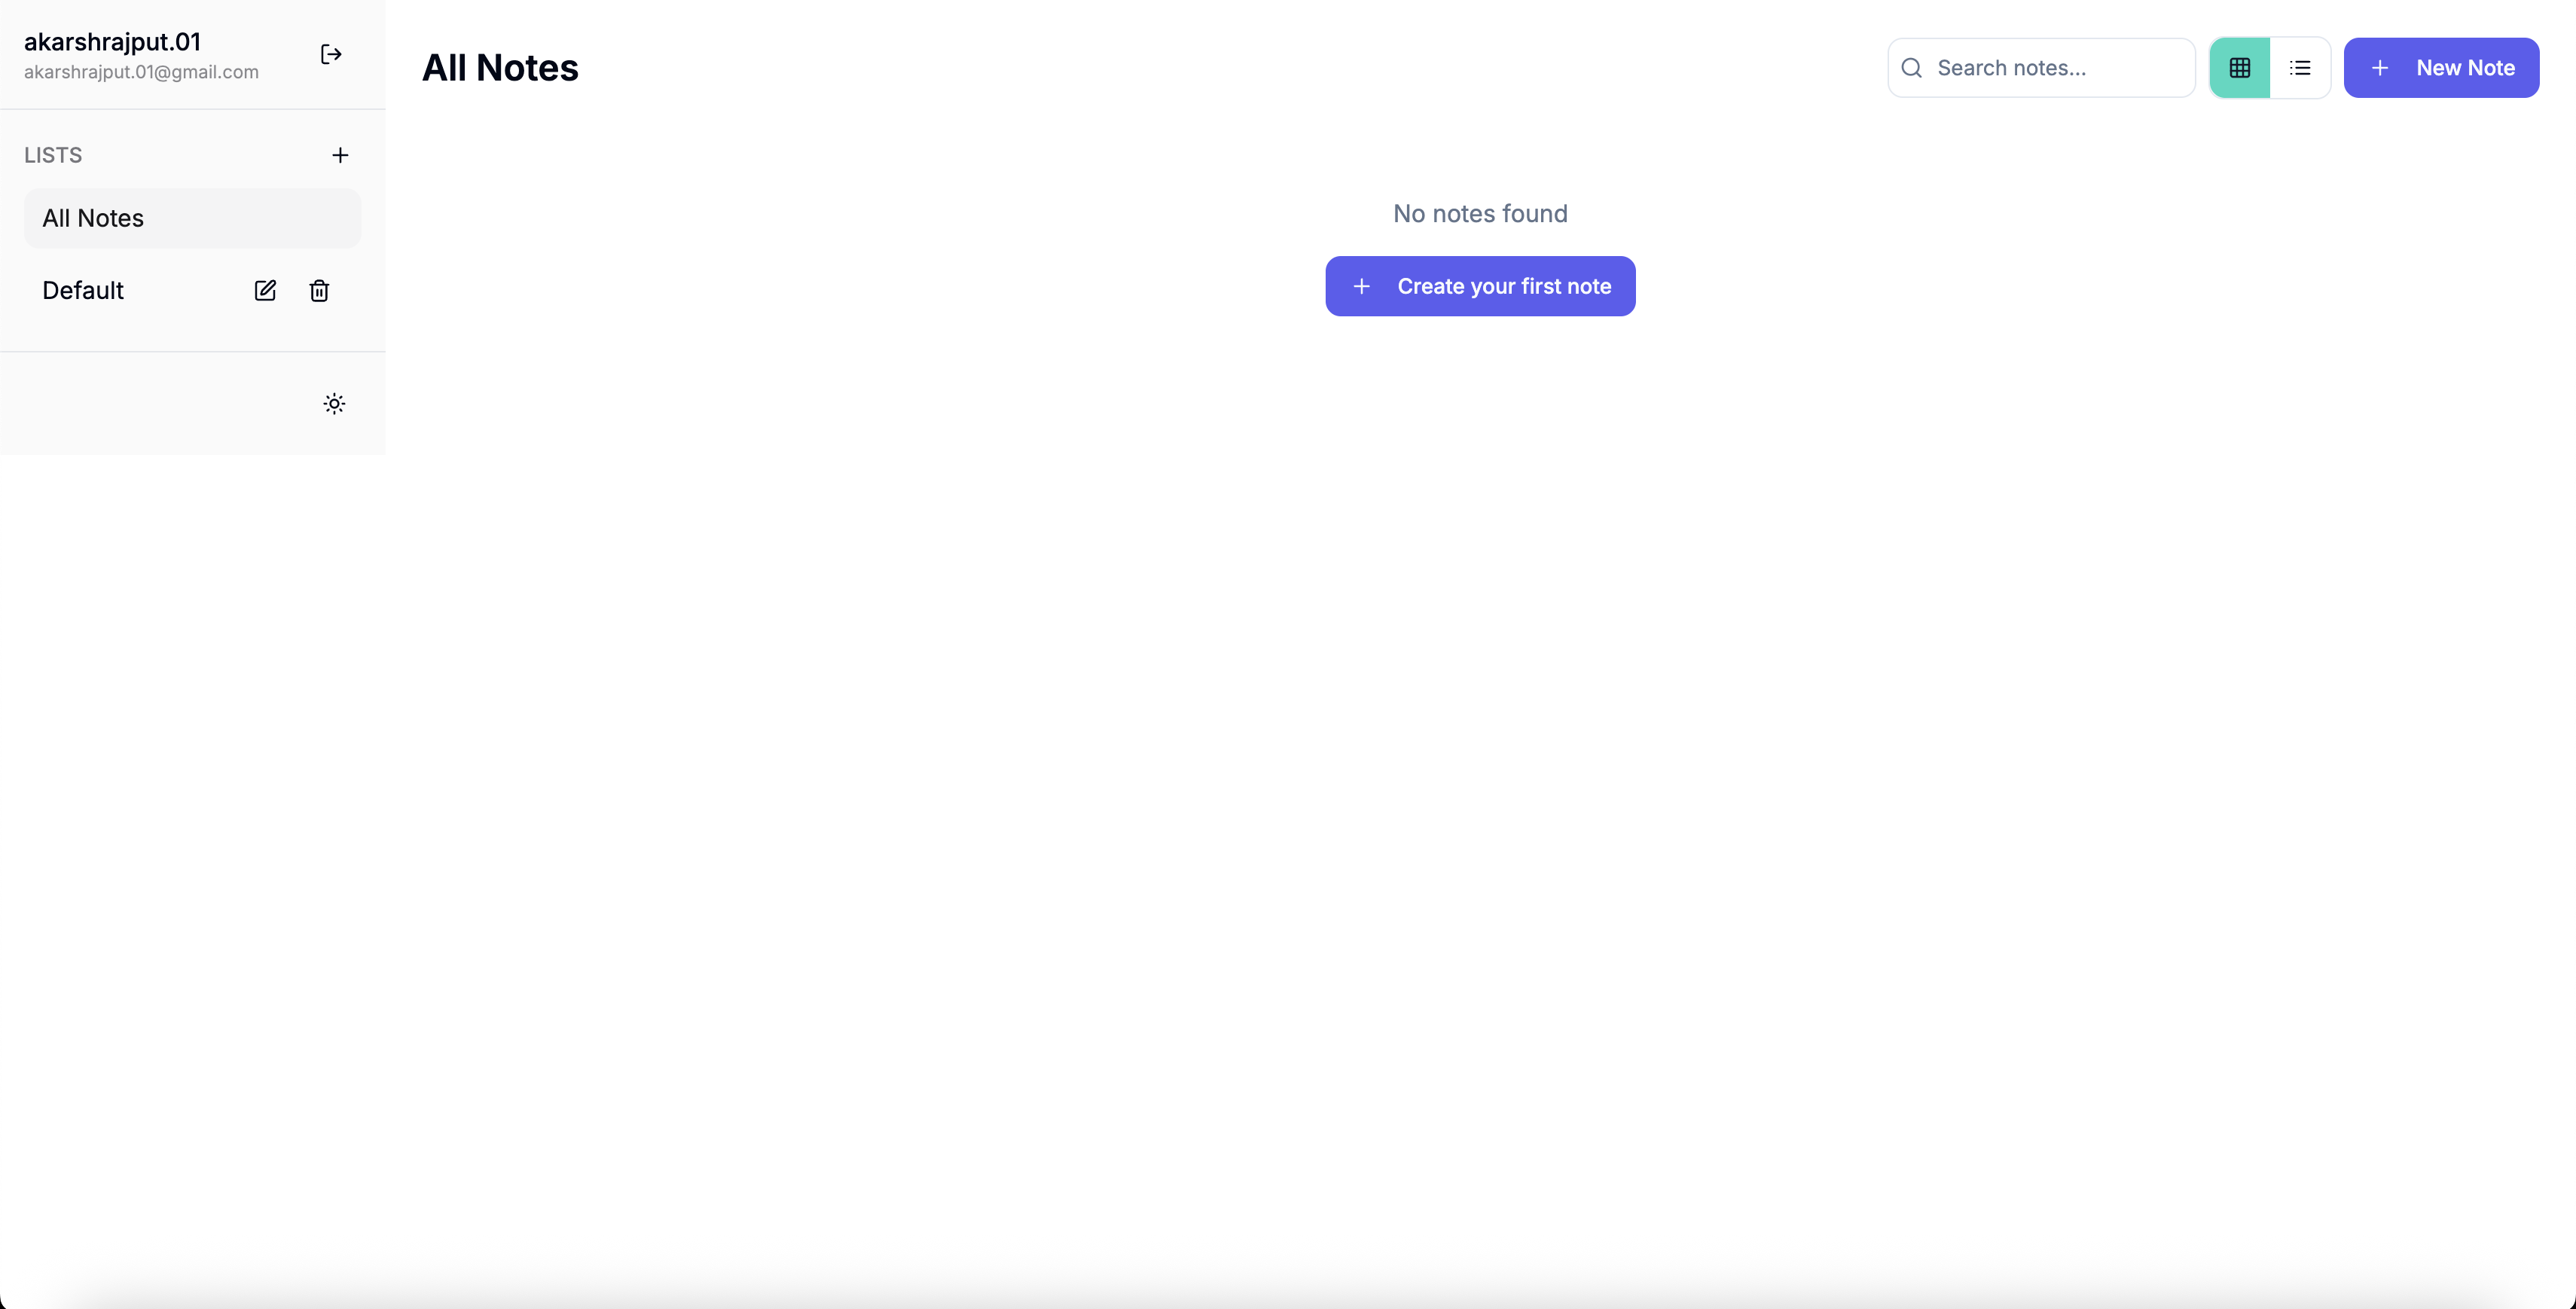 akarshrajput.01
akarshrajput.01@gmail.com
LISTS
All Notes
Default
All Notes
Search notes...
New Note
No notes found
Create your first note